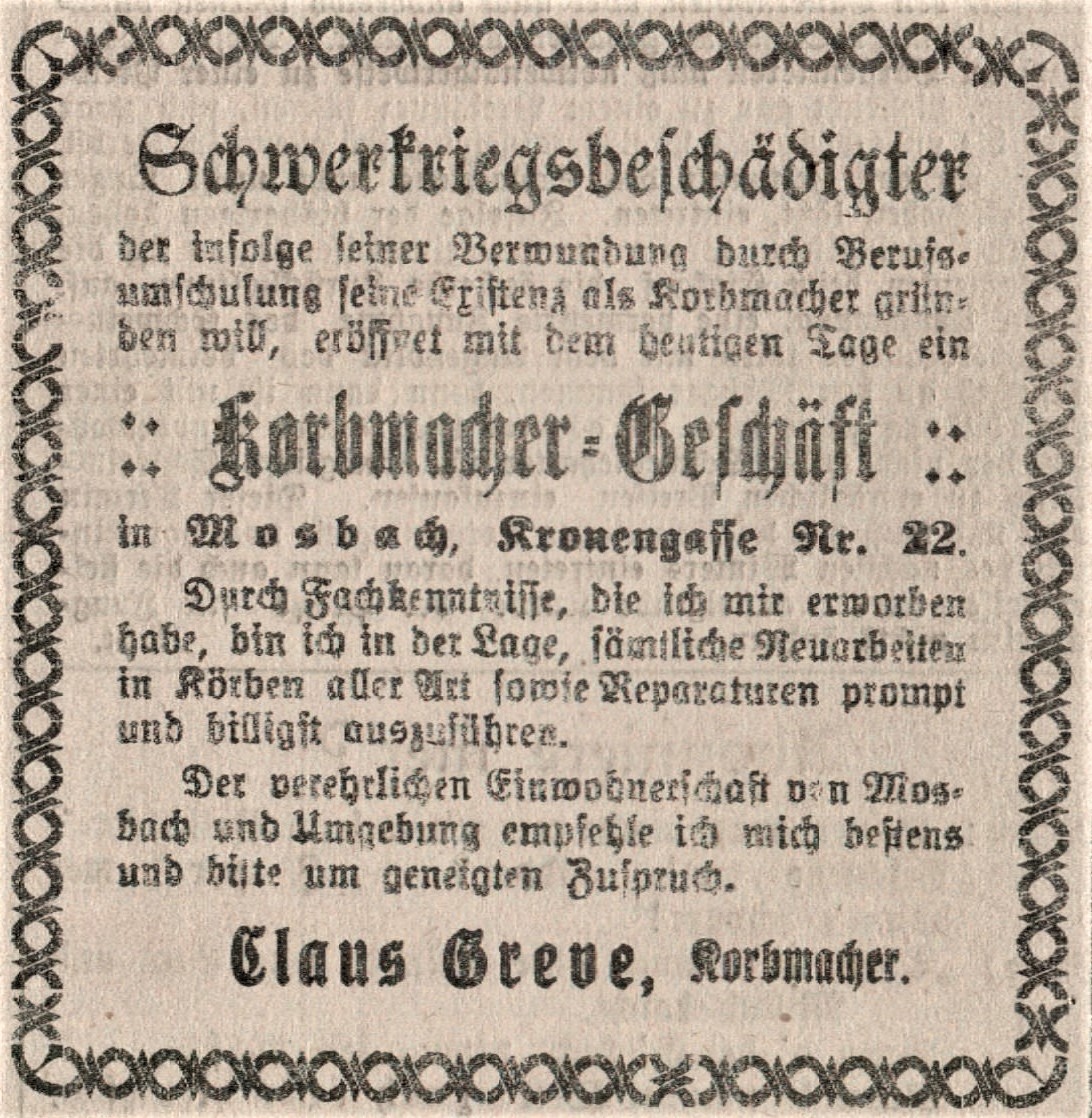 Schwerkriegsbeschädigter
der infolge seiner Verwundung durch Berufs-
umschulung seine Existenz als Korbmacher grün-
den will, eröffnet mit dem heutigen Tage ein
:: Korbmacher-Geschäft ::
in Mosbach, Kronengasse Nr. 22.
Durch Fachkenntnisse, die ich mir erworben
habe, bin ich in der Lage, sämtliche Neuarbeiten
in Körben aller Art sowie Reparaturen prompt
und billigst auszuführen.
Der verehrlichen Einwohnerschaft von Mos-
bach und Umgebung empfehle ich mich bestens
und bitte um geneigten Zuspruch.
Claus Greve, Korbmacher.